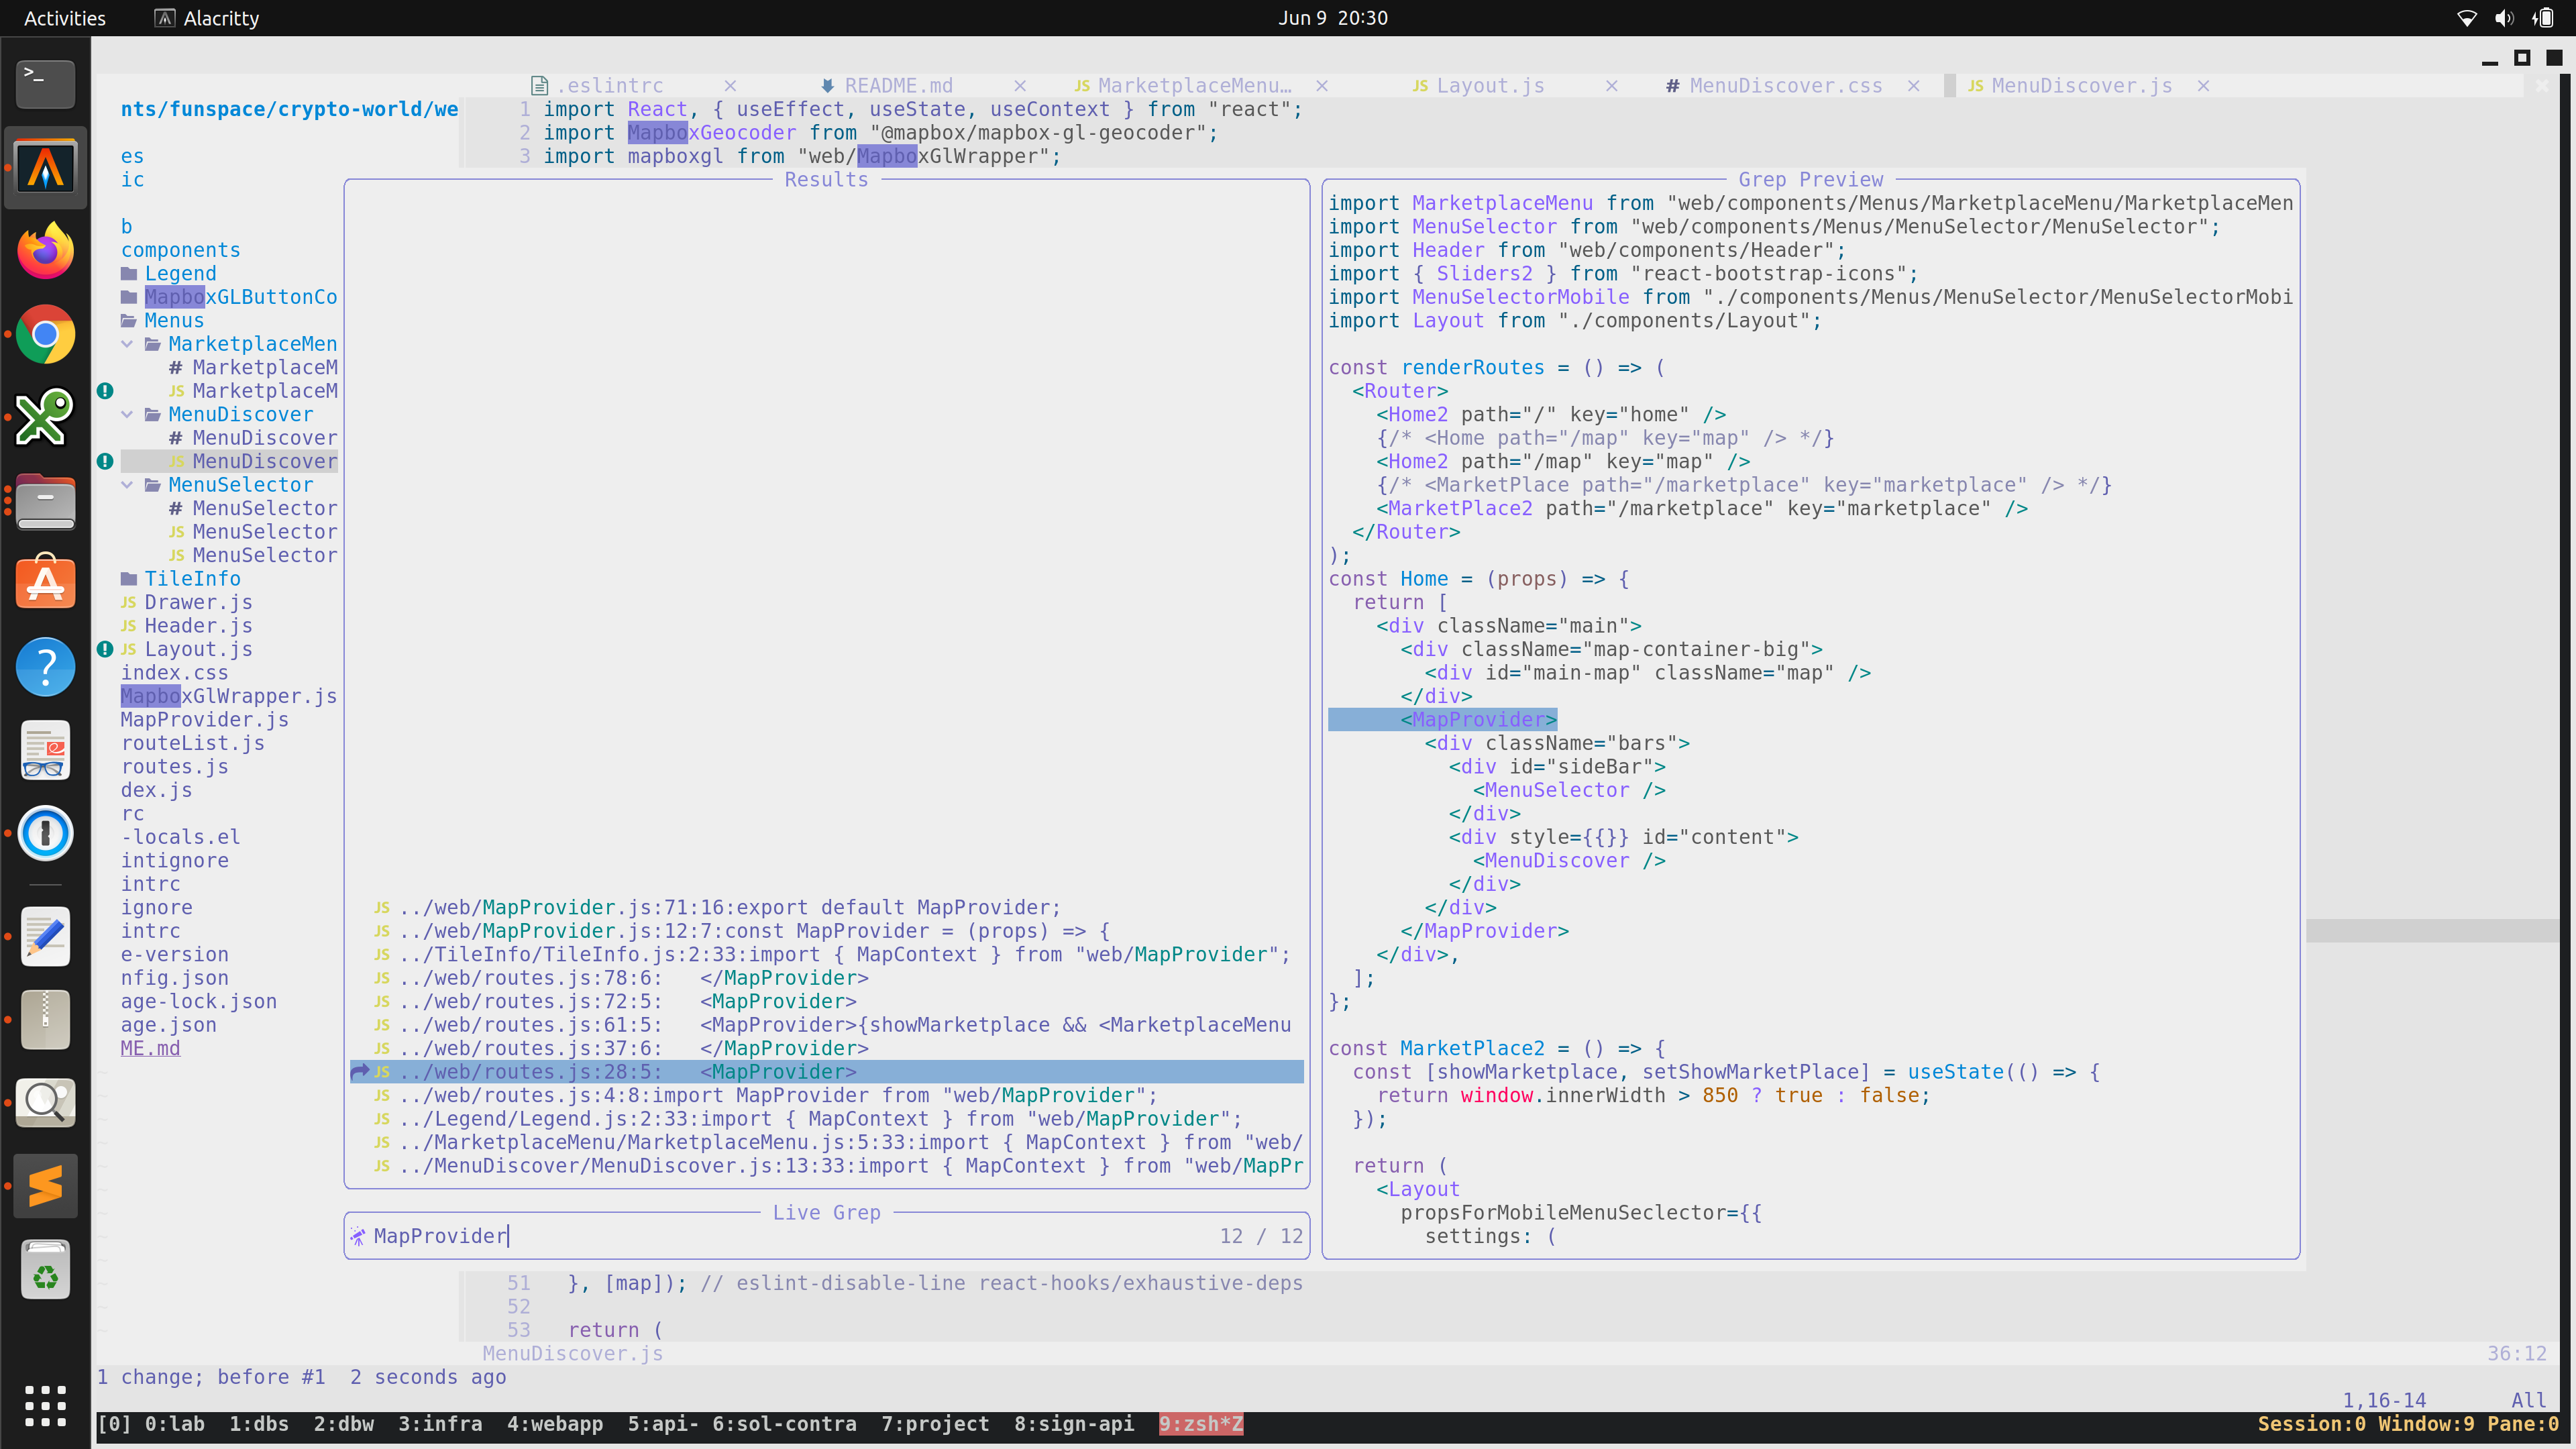 Activities Alacritty Jun 9 20:30
.eslintrc × README.md × JS MarketplaceMenu… × JS Layout.js × # MenuDiscover.css × JS MenuDiscover.js ×
nts/funspace/crypto-world/we
es
ic
b
components
Legend
MapboxGLButtonCo
Menus
MarketplaceMen
# MarketplaceM
JS MarketplaceM
MenuDiscover
# MenuDiscover
JS MenuDiscover
MenuSelector
# MenuSelector
JS MenuSelector
JS MenuSelector
TileInfo
JS Drawer.js
JS Header.js
JS Layout.js
index.css
MapboxGlWrapper.js
MapProvider.js
routeList.js
routes.js
dex.js
rc
-locals.el
intignore
intrc
ignore
intrc
e-version
nfig.json
age-lock.json
age.json
ME.md
1 import React, { useEffect, useState, useContext } from "react";
2 import MapboxGeocoder from "@mapbox/mapbox-gl-geocoder";
3 import mapboxgl from "web/MapboxGlWrapper";
Results
JS ../web/MapProvider.js:71:16:export default MapProvider;
JS ../web/MapProvider.js:12:7:const MapProvider = (props) => {
JS ../TileInfo/TileInfo.js:2:33:import { MapContext } from "web/MapProvider";
JS ../web/routes.js:78:6:   </MapProvider>
JS ../web/routes.js:72:5:   <MapProvider>
JS ../web/routes.js:61:5:   <MapProvider>{showMarketplace && <MarketplaceMenu
JS ../web/routes.js:37:6:   </MapProvider>
JS ../web/routes.js:28:5:   <MapProvider>
JS ../web/routes.js:4:8:import MapProvider from "web/MapProvider";
JS ../Legend/Legend.js:2:33:import { MapContext } from "web/MapProvider";
JS ../MarketplaceMenu/MarketplaceMenu.js:5:33:import { MapContext } from "web/
JS ../MenuDiscover/MenuDiscover.js:13:33:import { MapContext } from "web/MapPr
Live Grep
MapProvider 12 / 12
Grep Preview
import MarketplaceMenu from "web/components/Menus/MarketplaceMenu/MarketplaceMen
import MenuSelector from "web/components/Menus/MenuSelector/MenuSelector";
import Header from "web/components/Header";
import { Sliders2 } from "react-bootstrap-icons";
import MenuSelectorMobile from "./components/Menus/MenuSelector/MenuSelectorMobi
import Layout from "./components/Layout";
const renderRoutes = () => (
<Router>
<Home2 path="/" key="home" />
{/* <Home path="/map" key="map" /> */}
<Home2 path="/map" key="map" />
{/* <MarketPlace path="/marketplace" key="marketplace" /> */}
<MarketPlace2 path="/marketplace" key="marketplace" />
</Router>
);
const Home = (props) => {
return [
<div className="main">
<div className="map-container-big">
<div id="main-map" className="map" />
</div>
<MapProvider>
<div className="bars">
<div id="sideBar">
<MenuSelector />
</div>
<div style={{}} id="content">
<MenuDiscover />
</div>
</div>
</MapProvider>
</div>,
];
};
const MarketPlace2 = () => {
const [showMarketplace, setShowMarketPlace] = useState(() => {
return window.innerWidth > 850 ? true : false;
});
return (
<Layout
propsForMobileMenuSeclector={{
settings: (
51 }, [map]); // eslint-disable-line react-hooks/exhaustive-deps
52
53 return (
MenuDiscover.js 36:12
1 change; before #1  2 seconds ago
1,16-14 All
[0] 0:lab 1:dbs 2:dbw 3:infra 4:webapp 5:api- 6:sol-contra 7:project 8:sign-api 9:zsh*Z Session:0 Window:9 Pane:0